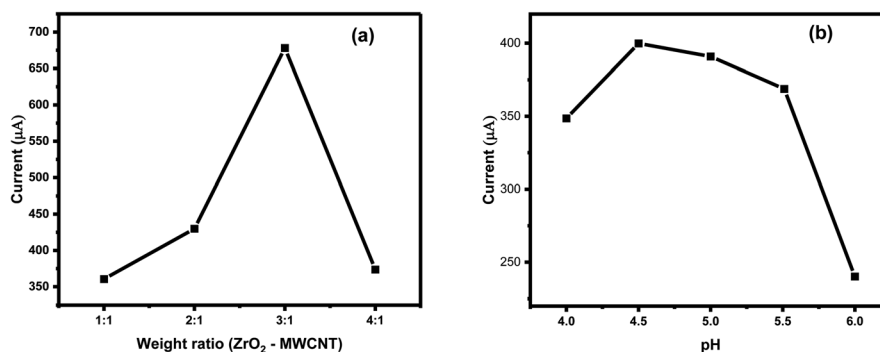 (a)
Current (μA)
700
650
600
550
500
450
400
350
1:1 2:1 3:1 4:1
Weight ratio (ZrO₂ - MWCNT)
(b)
Current (μA)
400
350
300
250
4.0 4.5 5.0 5.5 6.0
pH